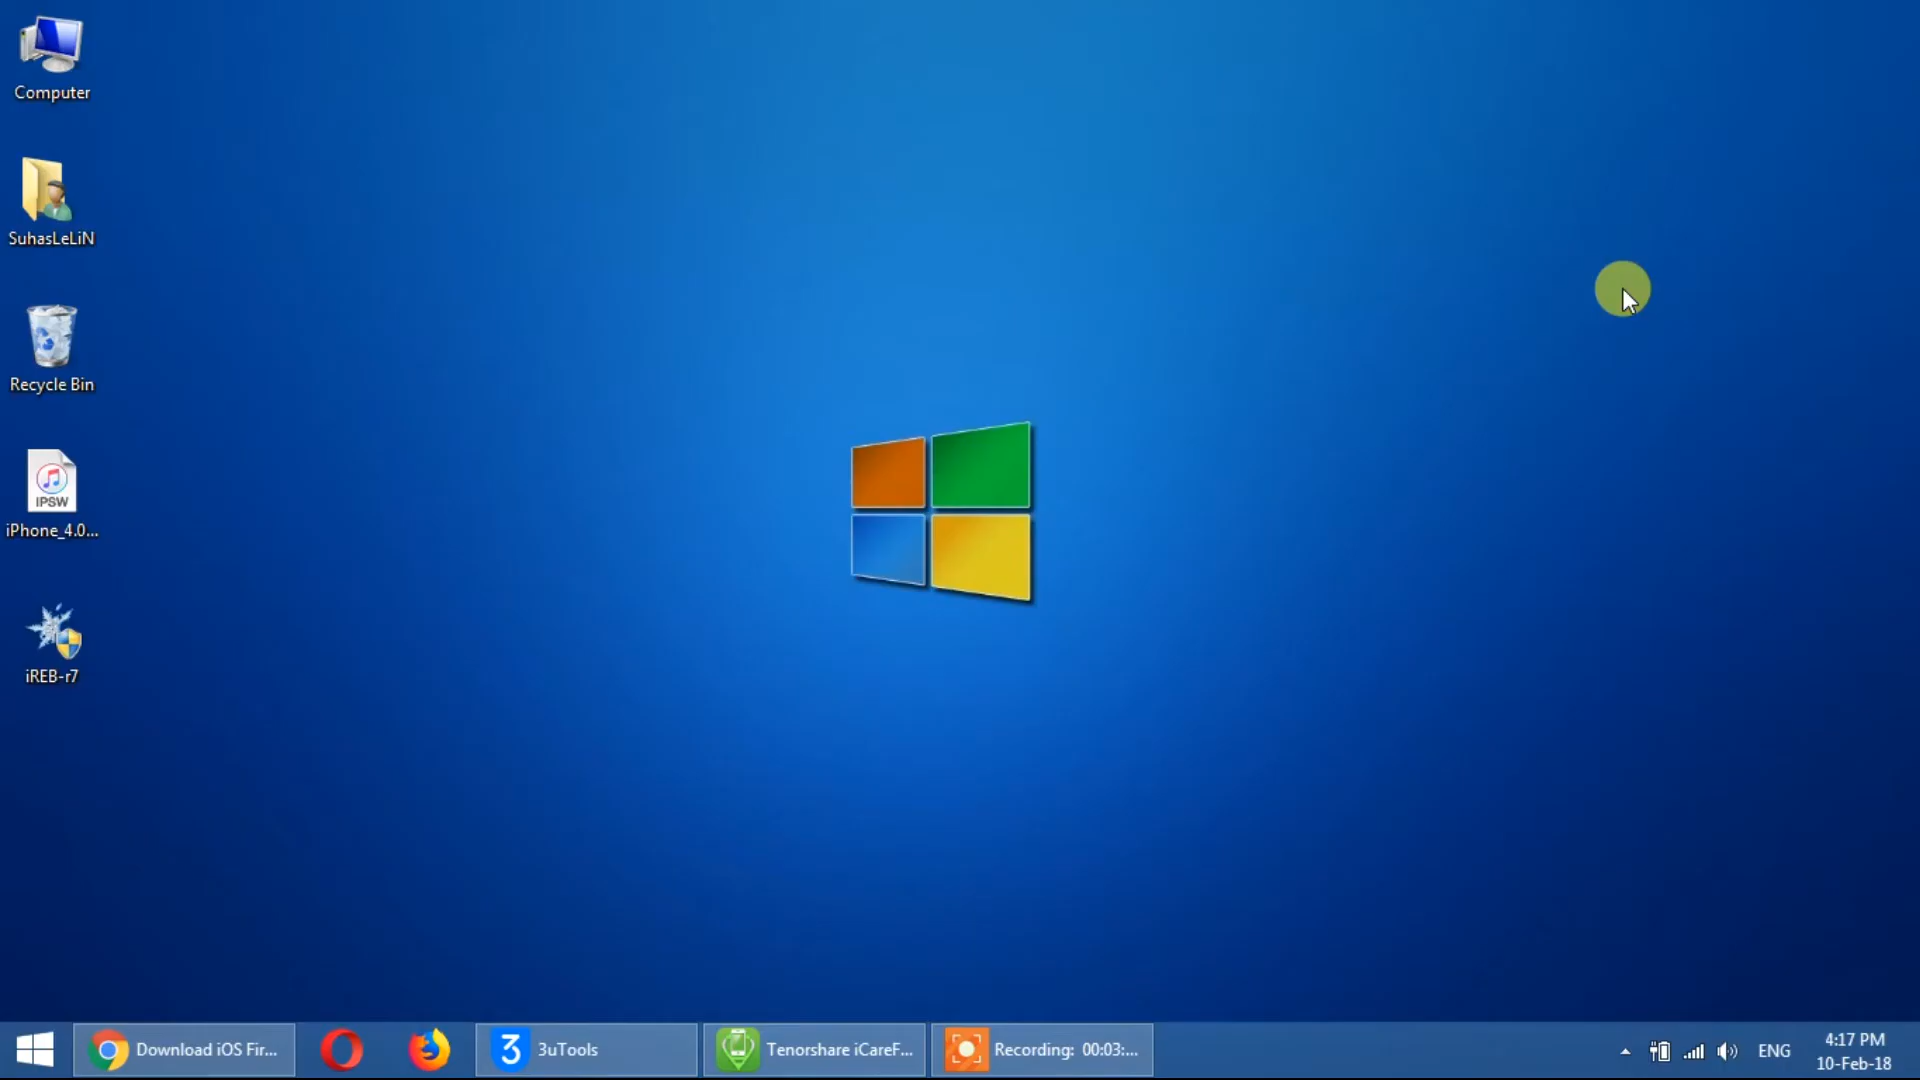 Computer
SuhasLeLiN
Recycle Bin
IPSW
iPhone_4.0...
iREB-r7
Download iOS Fir...
3
3uTools
Tenorshare iCareF...
Recording: 00:03:...
ENG
4:17 PM
10-Feb-18